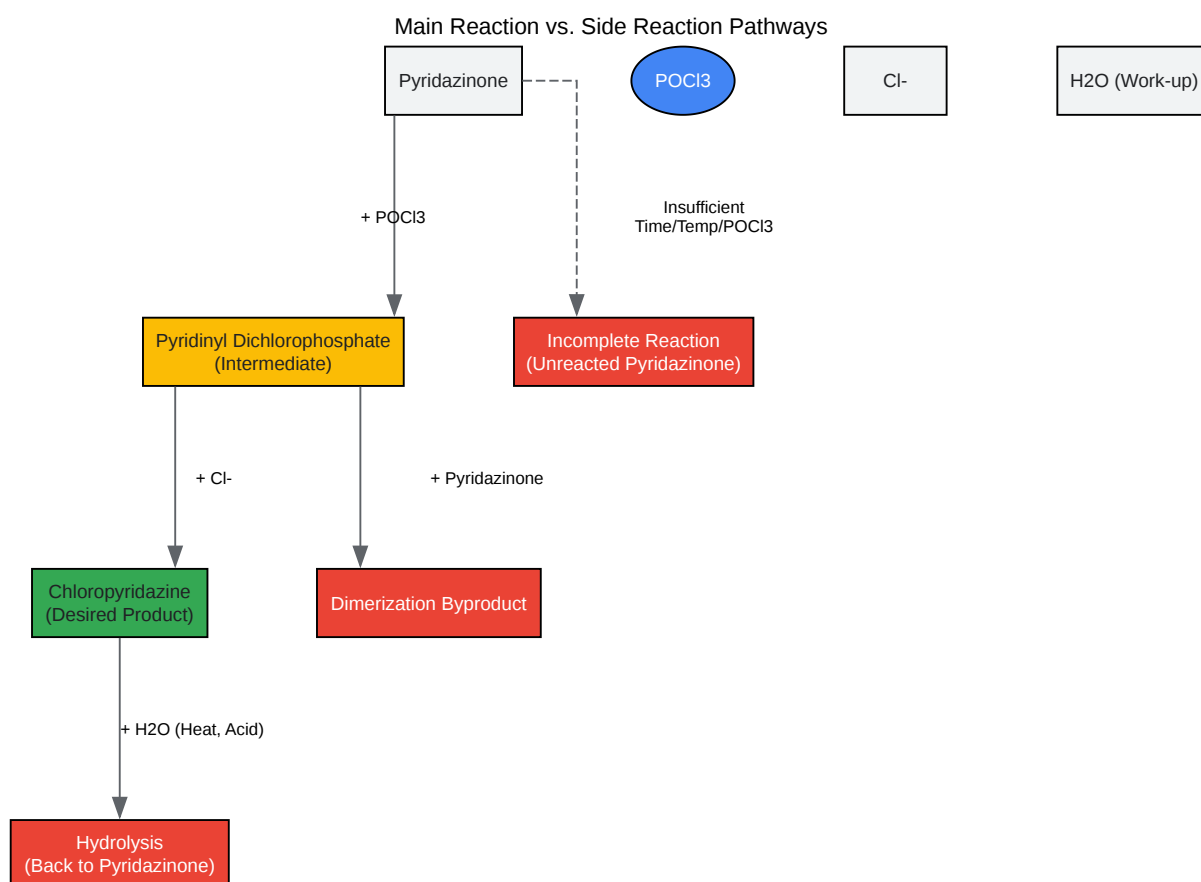 Main Reaction vs. Side Reaction Pathways
Pyridazinone
POCl3
Cl-
H2O (Work-up)
+ POCl3
Insufficient
Time/Temp/POCl3
Pyridinyl Dichlorophosphate
(Intermediate)
Incomplete Reaction
(Unreacted Pyridazinone)
+ Cl-
+ Pyridazinone
Chloropyridazine
(Desired Product)
Dimerization Byproduct
+ H2O (Heat, Acid)
Hydrolysis
(Back to Pyridazinone)